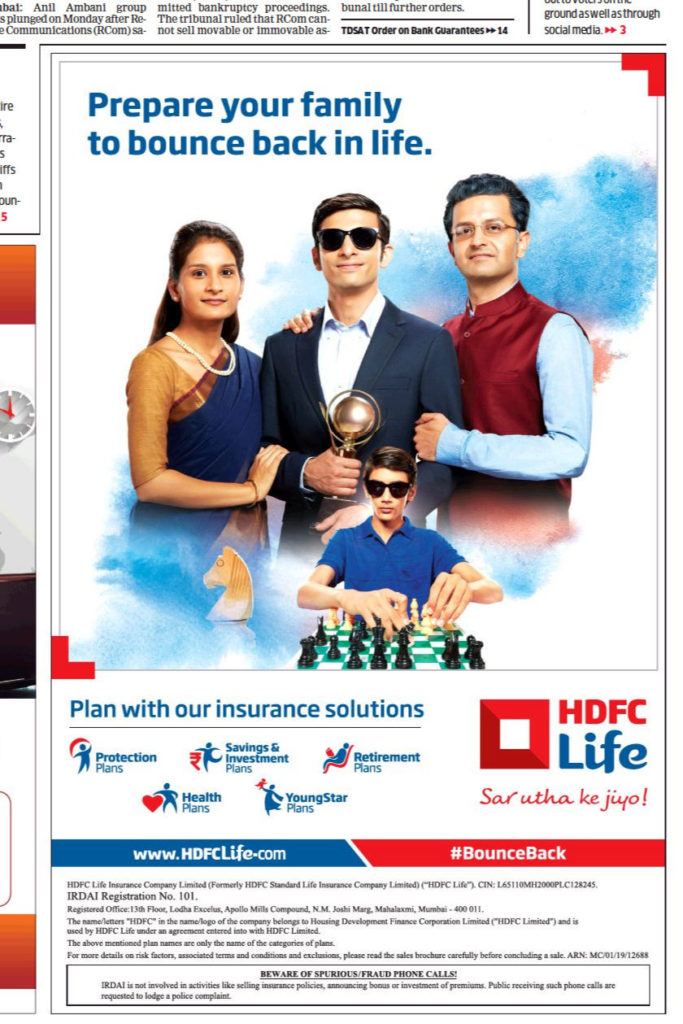 bai: Anil Ambani group
s plunged on Monday after Re-
e Communications (RCom) sa-
mitted bankruptcy proceedings.
The tribunal ruled that RCom can-
not sell movable or immovable as-
bunal till further orders.
TDSAT Order on Bank Guarantees 14
ground as well as through
social media. 3
ire
rra-
s
iffs
oun-
5
Prepare your family
to bounce back in life.
Plan with our insurance solutions
Protection
Plans
Savings &
Investment
Plans
Retirement
Plans
Health
Plans
YoungStar
Plans
HDFC
Life
Sar utha ke jiyo!
www.HDFCLife.com
#BounceBack
HDFC Life Insurance Company Limited (Formerly HDFC Standard Life Insurance Company Limited) ("HDFC Life"). CIN: L65110MH2000PLC128245.
IRDAI Registration No. 101.
Registered Office:13th Floor, Lodha Excelus, Apollo Mills Compound, N.M. Joshi Marg, Mahalaxmi, Mumbai - 400 011.
The name/letters "HDFC" in the name/logo of the company belongs to Housing Development Finance Corporation Limited ("HDFC Limited") and is
used by HDFC Life under an agreement entered into with HDFC Limited.
The above mentioned plan names are only the name of the categories of plans.
For more details on risk factors, associated terms and conditions and exclusions, please read the sales brochure carefully before concluding a sale. ARN: MC/01/19/12688
BEWARE OF SPURIOUS/FRAUD PHONE CALLS!
IRDAI is not involved in activities like selling insurance policies, announcing bonus or investment of premiums. Public receiving such phone calls are
requested to lodge a police complaint.